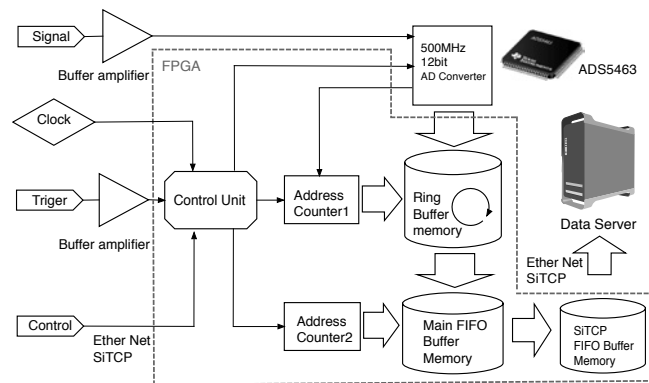 Signal
Buffer amplifier
FPGA
500MHz
12bit
AD Converter
ADS5463
Clock
Triger
Buffer amplifier
Control Unit
Address
Counter1
Ring
Buffer
memory
Data Server
Ether Net
SiTCP
Control
Ether Net
SiTCP
Address
Counter2
Main FIFO
Buffer
Memory
SiTCP
FIFO Buffer
Memory